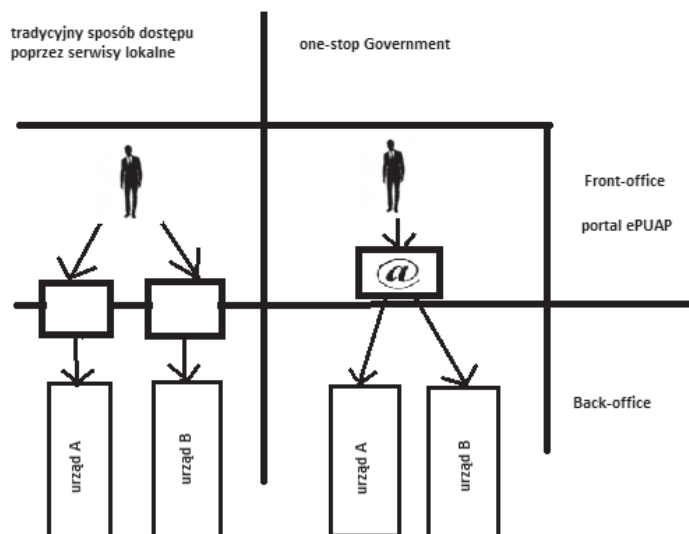 tradycyjny sposób dostępu
poprzez serwisy lokalne
one-stop Government
Front-office
portal ePUAP
@
Back-office
urząd A
urząd B
urząd A
urząd B